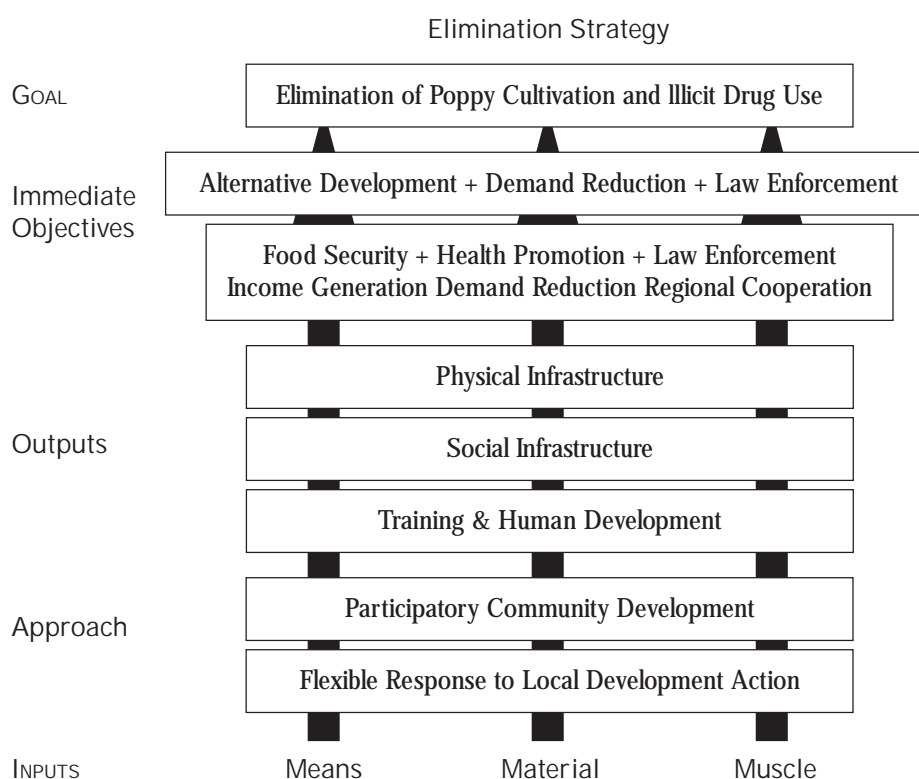 Elimination Strategy
GOAL
Elimination of Poppy Cultivation and Illicit Drug Use
Immediate
Objectives
Alternative Development + Demand Reduction + Law Enforcement
Food Security + Health Promotion + Law Enforcement
Income Generation Demand Reduction Regional Cooperation
Outputs
Physical Infrastructure
Social Infrastructure
Training & Human Development
Approach
Participatory Community Development
Flexible Response to Local Development Action
INPUTS Means Material Muscle